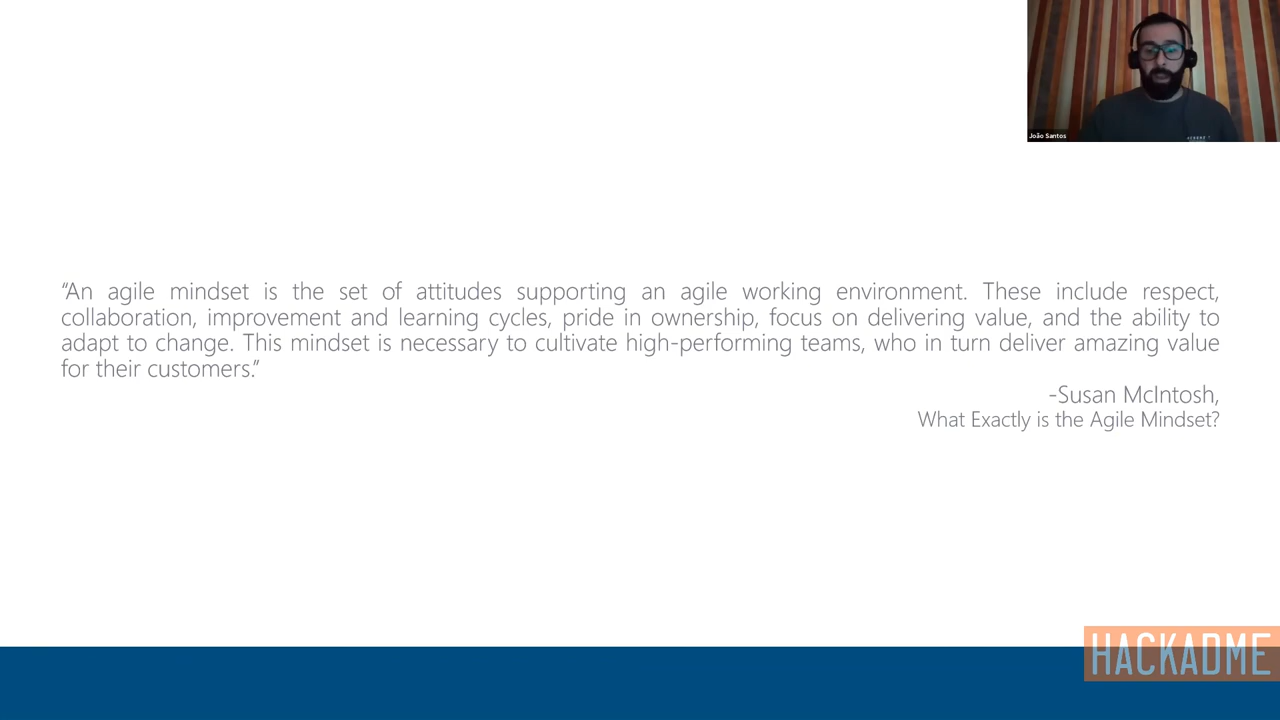 João Santos
“An agile mindset is the set of attitudes supporting an agile working environment. These include respect,
collaboration, improvement and learning cycles, pride in ownership, focus on delivering value, and the ability to
adapt to change. This mindset is necessary to cultivate high-performing teams, who in turn deliver amazing value
for their customers.”
-Susan McIntosh,
What Exactly is the Agile Mindset?
HACKADME